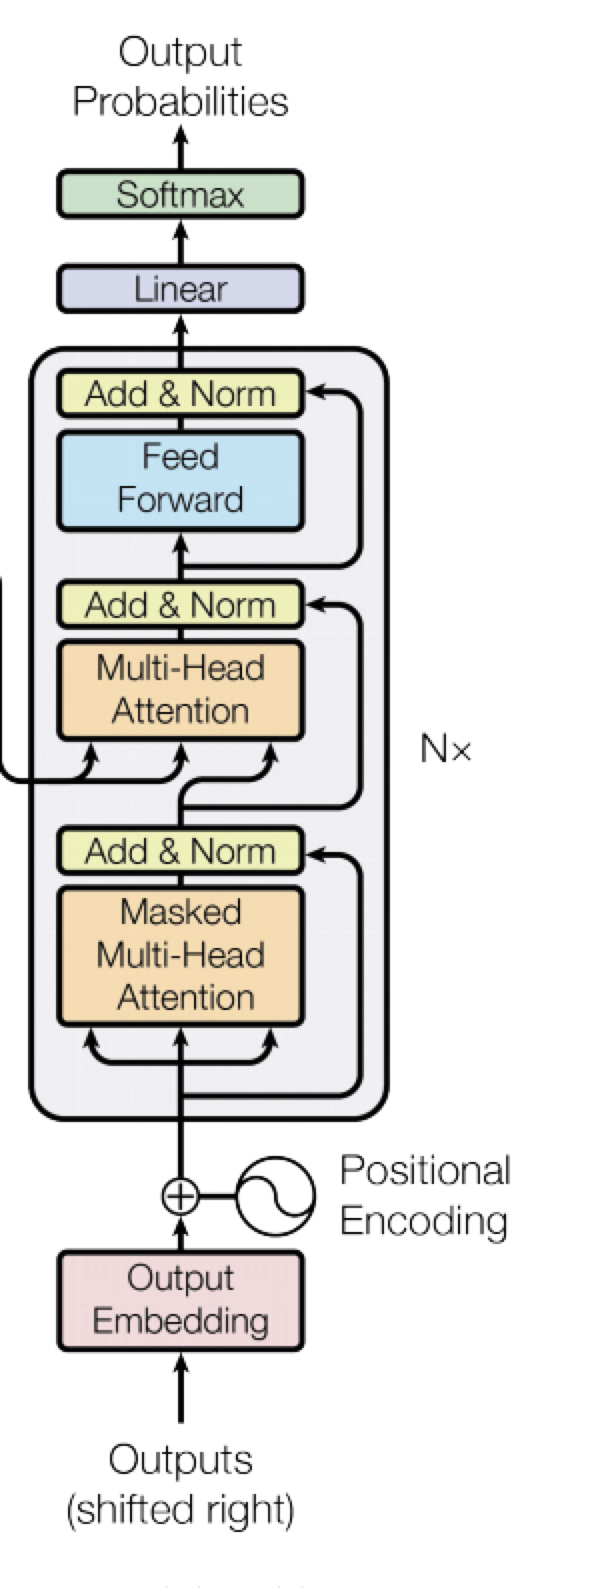 Output
Probabilities
Softmax
Linear
Add & Norm
Feed
Forward
Add & Norm
Multi-Head
Attention
N×
Add & Norm
Masked
Multi-Head
Attention
Positional
Encoding
Output
Embedding
Outputs
(shifted right)